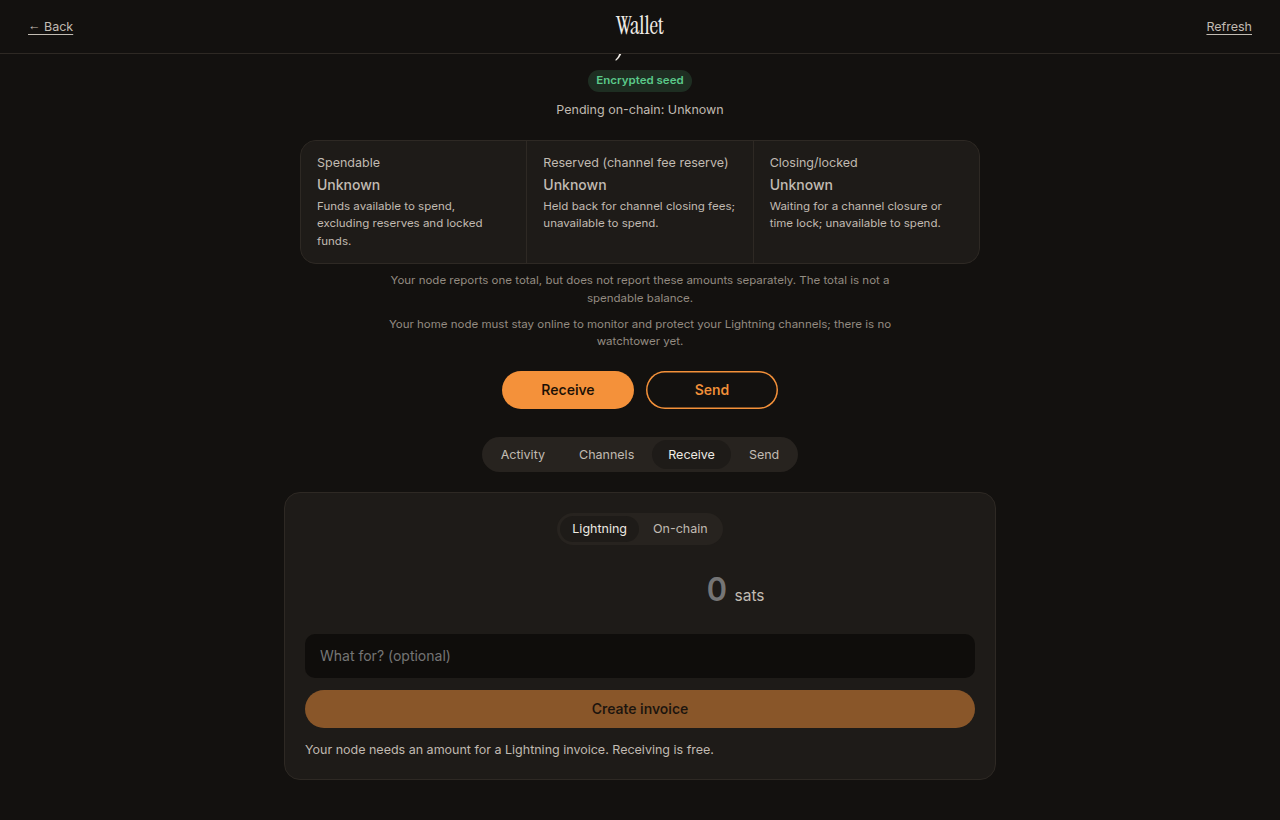 ← Back
Wallet
Refresh
Encrypted seed
Pending on-chain: Unknown
Spendable
Unknown
Funds available to spend,
excluding reserves and locked
funds.
Reserved (channel fee reserve)
Unknown
Held back for channel closing fees;
unavailable to spend.
Closing/locked
Unknown
Waiting for a channel closure or
time lock; unavailable to spend.
Your node reports one total, but does not report these amounts separately. The total is not a
spendable balance.
Your home node must stay online to monitor and protect your Lightning channels; there is no
watchtower yet.
Receive
Send
Activity
Channels
Receive
Send
Lightning
On-chain
0 sats
What for? (optional)
Create invoice
Your node needs an amount for a Lightning invoice. Receiving is free.